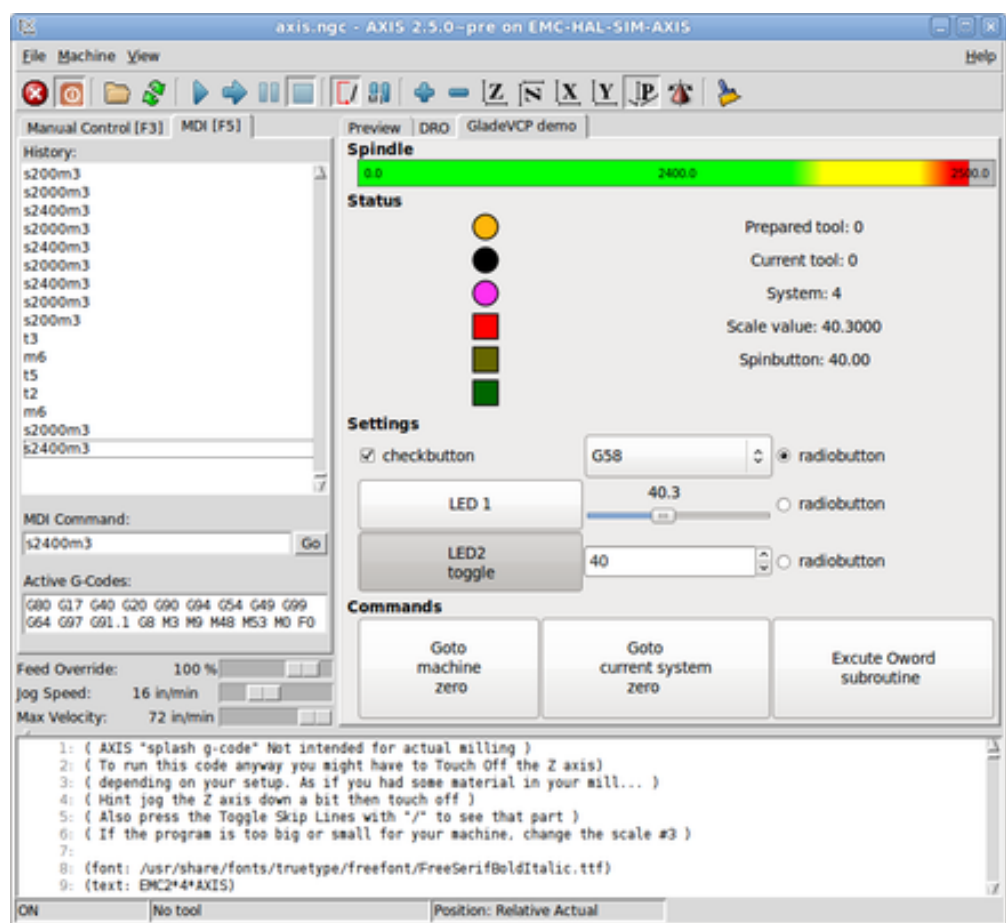 axis.ngc - AXIS 2.5.0~pre on EMC-HAL-SIM-AXIS
File Machine View Help
Z N X Y P
Manual Control [F3] MDI [F5]
Preview DRO GladeVCP demo
History:
s200m3
s2000m3
s2400m3
s2000m3
s2400m3
s2000m3
s2400m3
s2000m3
s200m3
t3
m6
t5
t2
m6
s2000m3
s2400m3
MDI Command:
s2400m3 Go
Active G-Codes:
G80 G17 G40 G20 G90 G94 G54 G49 G99
G64 G97 G91.1 G8 M3 M9 M48 M53 M0 F0
Feed Override: 100 %
Jog Speed: 16 in/min
Max Velocity: 72 in/min
Spindle
0.0 2400.0 2500.0
Status
Prepared tool: 0
Current tool: 0
System: 4
Scale value: 40.3000
Spinbutton: 40.00
Settings
checkbutton G58 radiobutton
LED 1 40.3 radiobutton
LED2
toggle
40 radiobutton
Commands
Goto
machine
zero
Goto
current system
zero
Excute Oword
subroutine
1: ( AXIS "splash g-code" Not intended for actual milling )
2: ( To run this code anyway you might have to Touch Off the Z axis)
3: ( depending on your setup. As if you had some material in your mill... )
4: ( Hint jog the Z axis down a bit then touch off )
5: ( Also press the Toggle Skip Lines with "/" to see that part )
6: ( If the program is too big or small for your machine, change the scale #3 )
7:
8: (font: /usr/share/fonts/truetype/freefont/FreeSerifBoldItalic.ttf)
9: (text: EMC2*4*AXIS)
ON No tool Position: Relative Actual